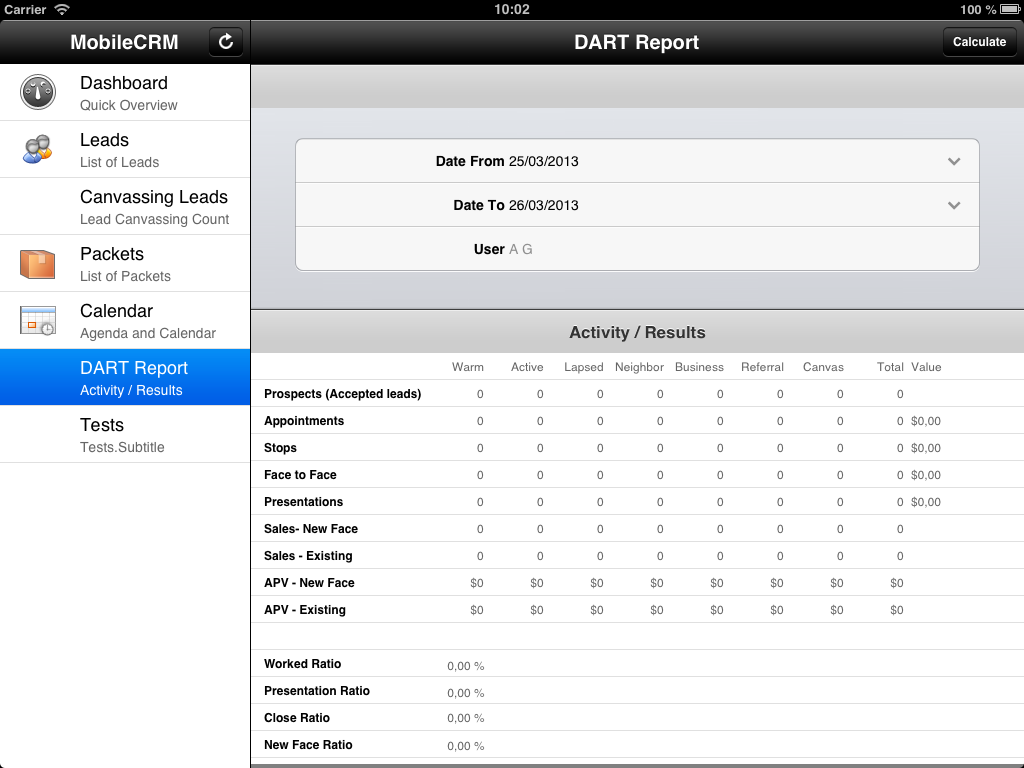 Carrier 10:02 100 %
MobileCRM
DART Report
Calculate
Dashboard
Quick Overview
Leads
List of Leads
Canvassing Leads
Lead Canvassing Count
Packets
List of Packets
Calendar
Agenda and Calendar
DART Report
Activity / Results
Tests
Tests.Subtitle
Date From 25/03/2013
Date To 26/03/2013
User A G
Activity / Results
Warm Active Lapsed Neighbor Business Referral Canvas Total Value
Prospects (Accepted leads) 0 0 0 0 0 0 0 0
Appointments 0 0 0 0 0 0 0 0 $0,00
Stops 0 0 0 0 0 0 0 0 $0,00
Face to Face 0 0 0 0 0 0 0 0 $0,00
Presentations 0 0 0 0 0 0 0 0 $0,00
Sales- New Face 0 0 0 0 0 0 0 0
Sales - Existing 0 0 0 0 0 0 0 0
APV - New Face $0 $0 $0 $0 $0 $0 $0 $0
APV - Existing $0 $0 $0 $0 $0 $0 $0 $0
Worked Ratio 0,00 %
Presentation Ratio 0,00 %
Close Ratio 0,00 %
New Face Ratio 0,00 %